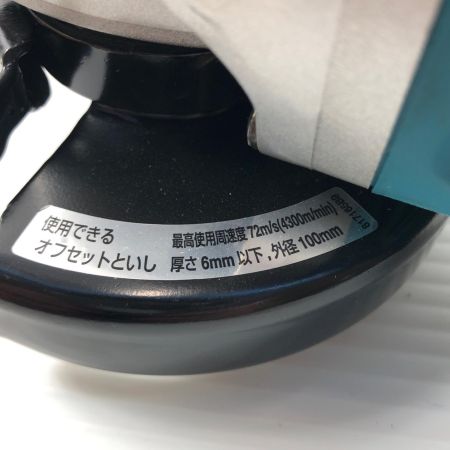 使用できる
オフセットといし
最高使用周速度 72m/s(4300m/min)
厚さ 6mm 以下 , 外径 100mm